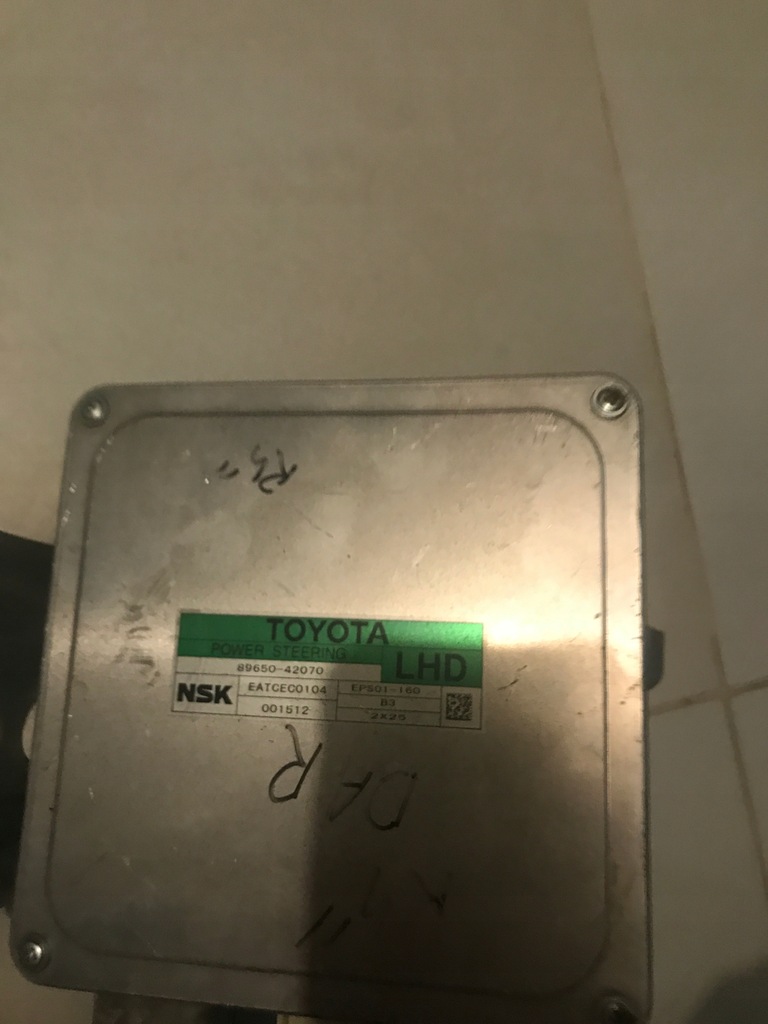 TOYOTA
POWER STEERING
LHD
89650-42070
NSK
EATCEC0104
EPS01-160
001512
B3
2X25
DAR